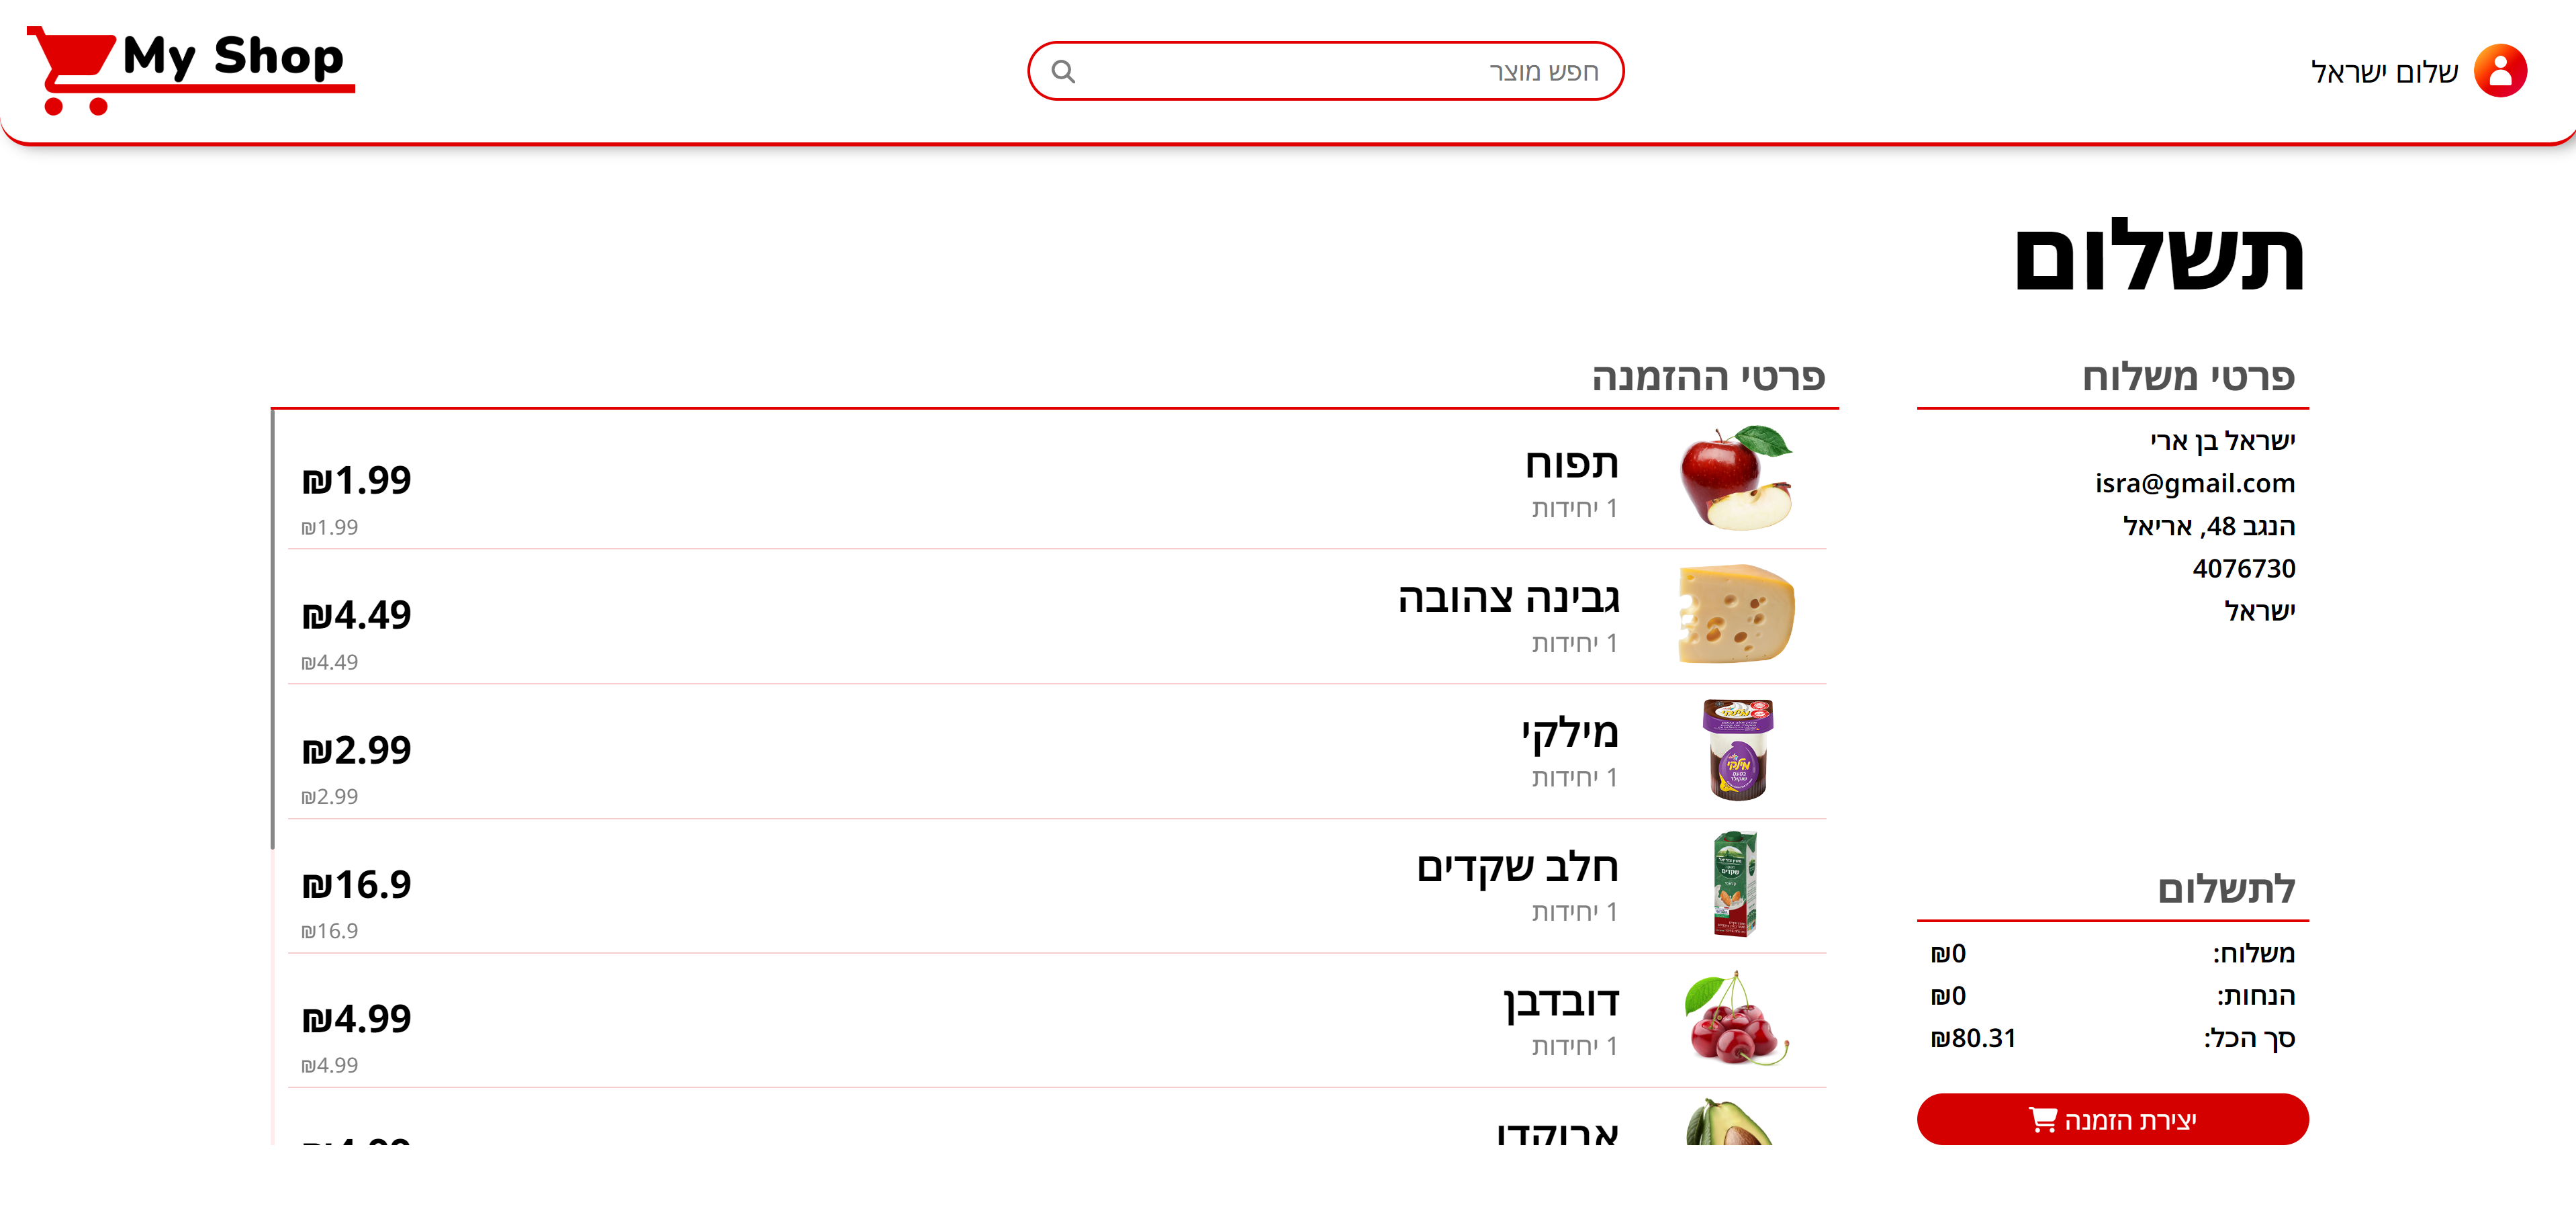 My Shop
חפש מוצר
שלום ישראל
תשלום
פרטי משלוח
ישראל בן ארי
isra@gmail.com
הנגב 48, אריאל
4076730
ישראל
לתשלום
משלוח: ₪0
הנחות: ₪0
סך הכל: ₪80.31
יצירת הזמנה
פרטי ההזמנה
תפוח
1 יחידות
₪1.99
₪1.99
גבינה צהובה
1 יחידות
₪4.49
₪4.49
מילקי
1 יחידות
₪2.99
₪2.99
חלב שקדים
1 יחידות
₪16.9
₪16.9
דובדבן
1 יחידות
₪4.99
₪4.99